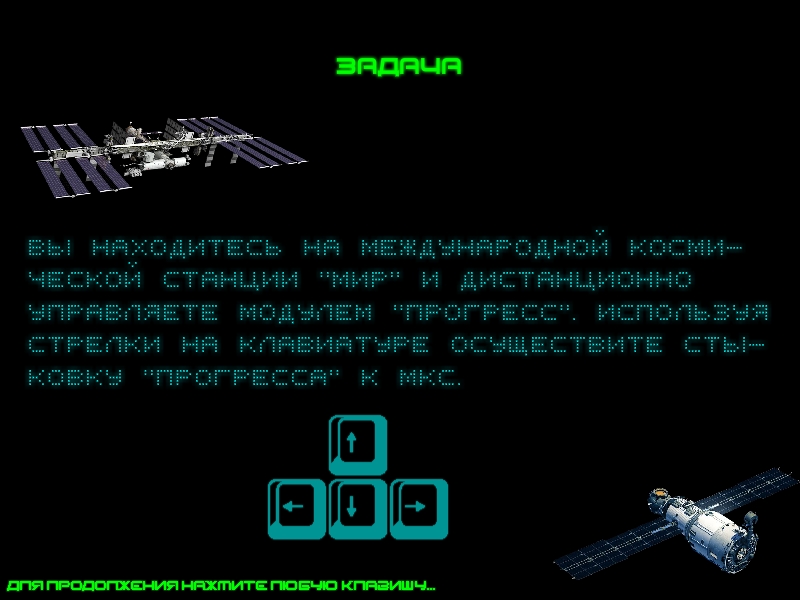 ЗАДАЧА
ВЫ НАХОДИТЕСЬ НА МЕЖДУНАРОДНОЙ КОСМИ-
ЧЕСКОЙ СТАНЦИИ "МИР" И ДИСТАНЦИОННО
УПРАВЛЯЕТЕ МОДУЛЕМ "ПРОГРЕСС". ИСПОЛЬЗУЯ
СТРЕЛКИ НА КЛАВИАТУРЕ ОСУЩЕСТВИТЕ СТЫ-
КОВКУ "ПРОГРЕССА" К МКС.
ДЛЯ ПРОДОЛЖЕНИЯ НАЖМИТЕ ЛЮБУЮ КЛАВИШУ...